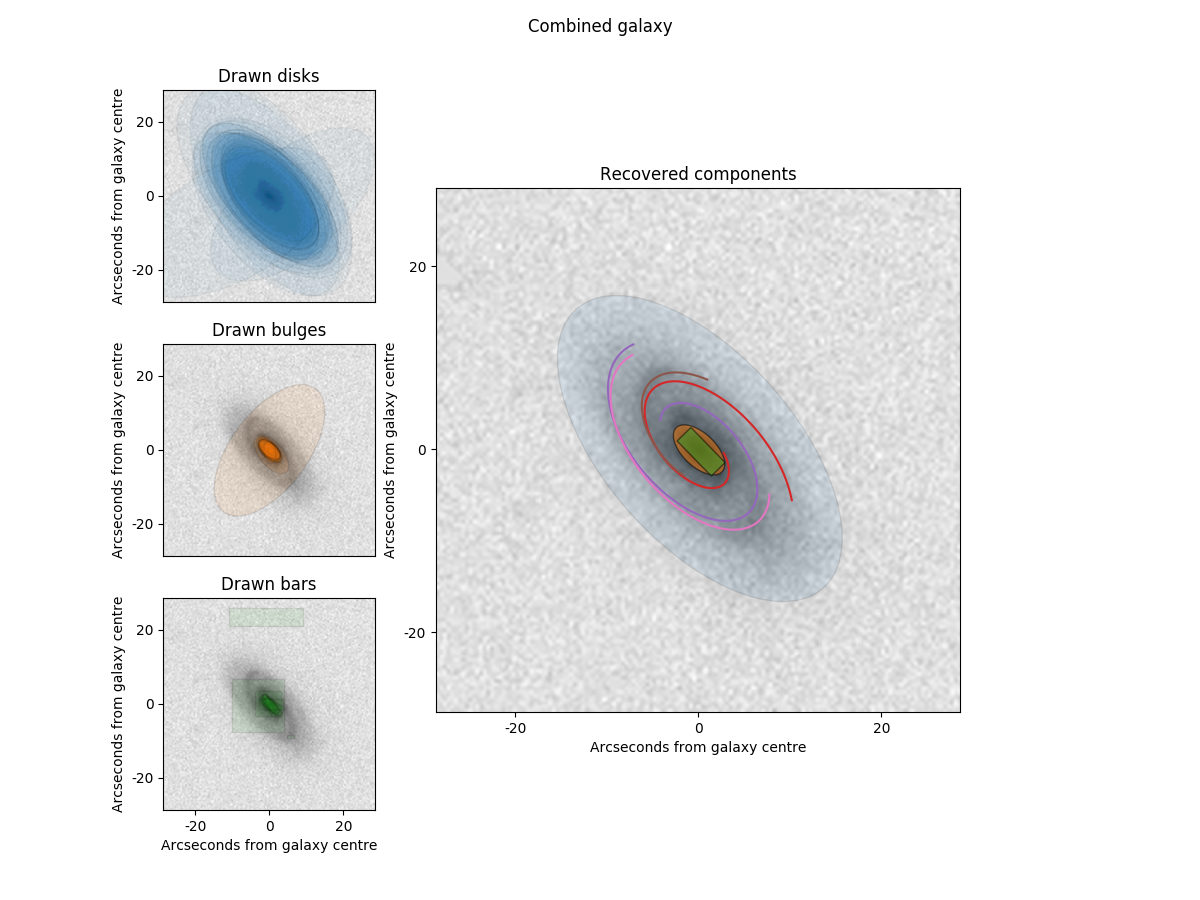 Combined galaxy
Drawn disks
Arcseconds from galaxy centre
20
0
-20
Drawn bulges
Arcseconds from galaxy centre
20
0
-20
Drawn bars
Arcseconds from galaxy centre
20
0
-20
-20 0 20
Arcseconds from galaxy centre
Recovered components
Arcseconds from galaxy centre
20
0
-20
-20 0 20
Arcseconds from galaxy centre